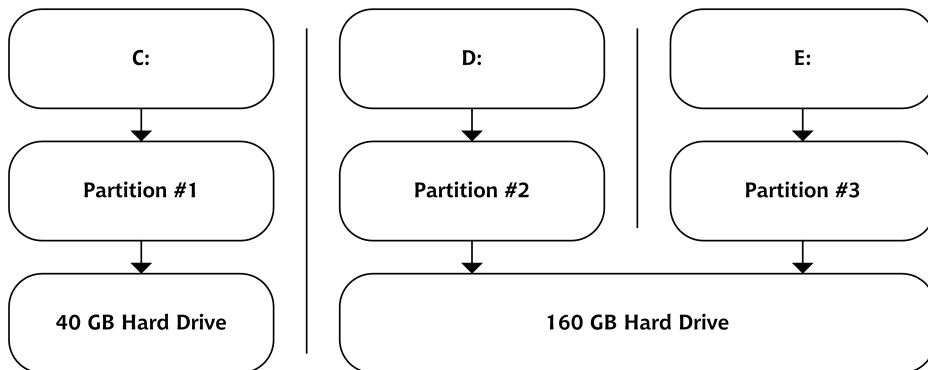 C:
D:
E:
Partition #1
Partition #2
Partition #3
40 GB Hard Drive
160 GB Hard Drive